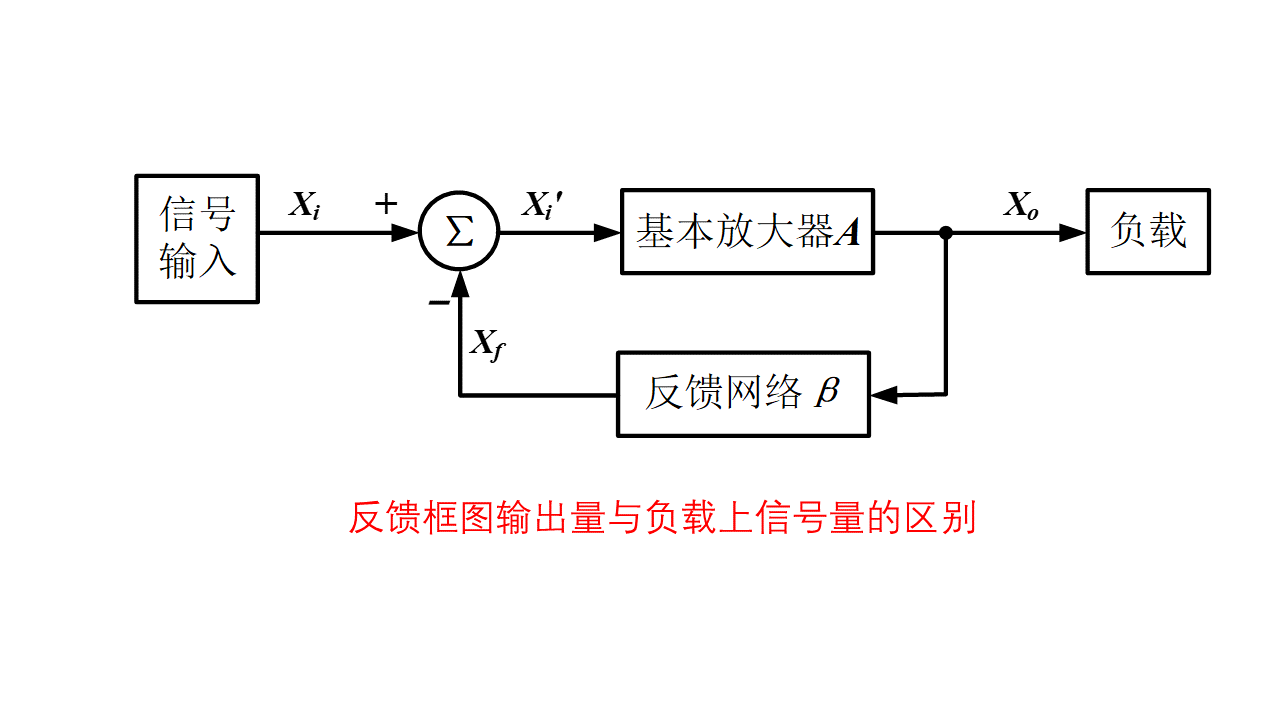 信号
输入
Xi
+
Σ
Xi′
基本放大器A
Xo
负载
−
Xf
反馈网络 β
反馈框图输出量与负载上信号量的区别